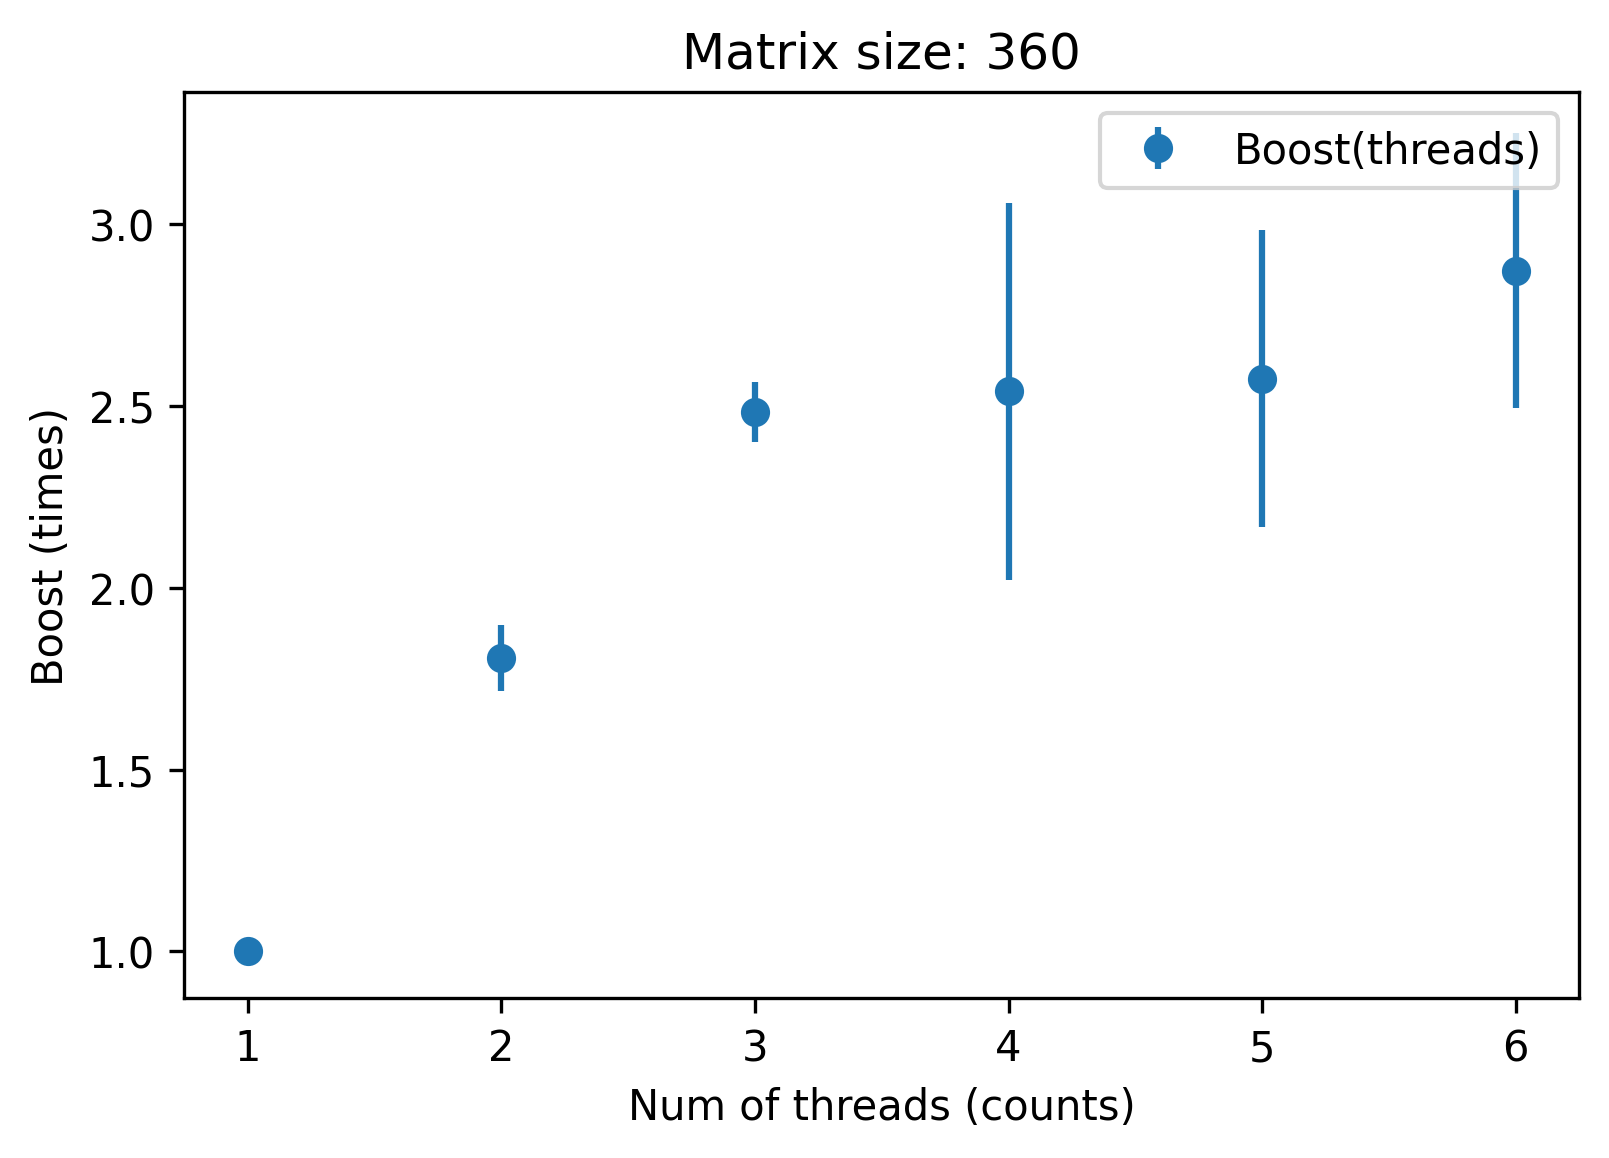 Matrix size: 360
Boost(threads)
Boost (times)
3.0
2.5
2.0
1.5
1.0
1 2 3 4 5 6
Num of threads (counts)